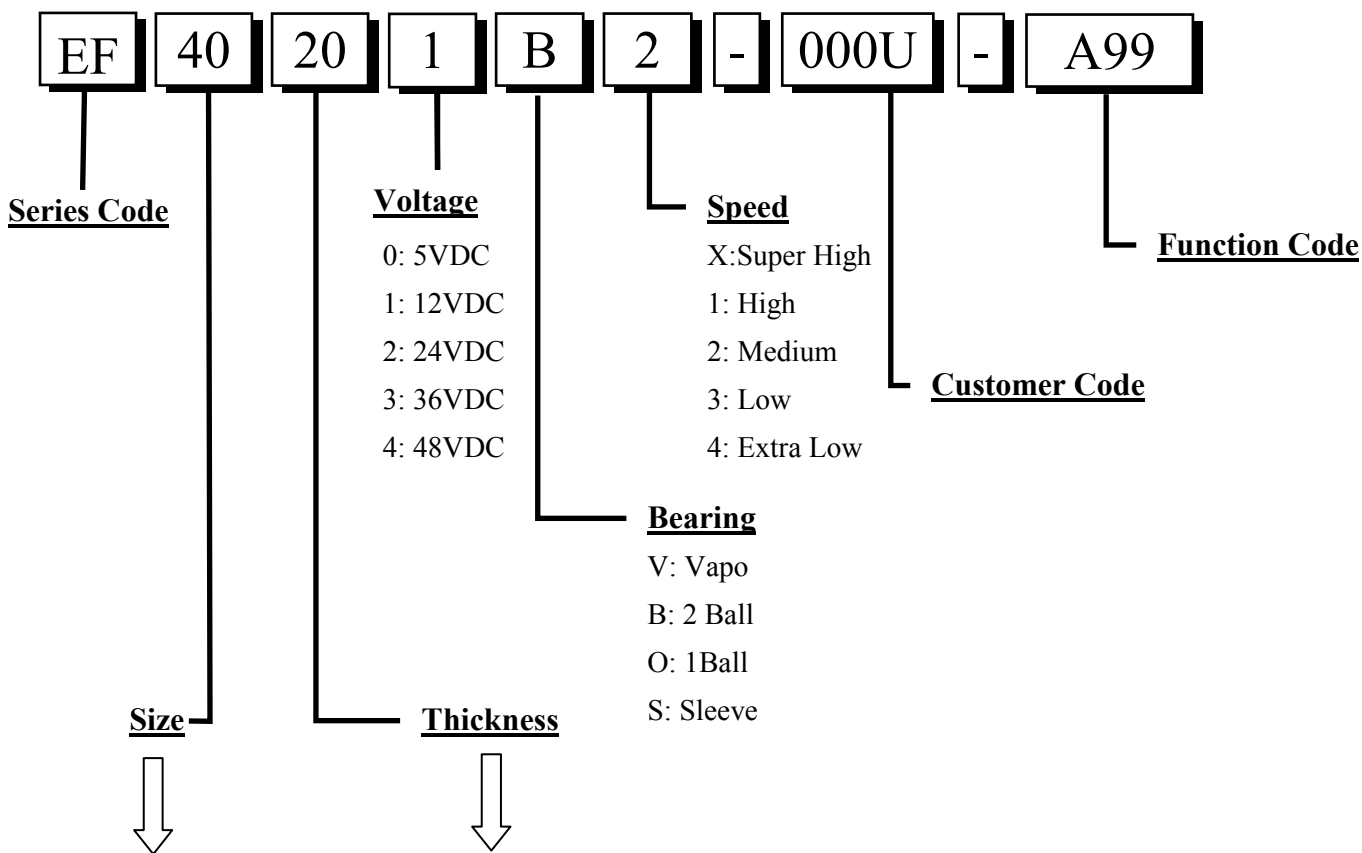 EF 40 20 1 B 2 - 000U - A99
Series Code
Voltage
0: 5VDC
1: 12VDC
2: 24VDC
3: 36VDC
4: 48VDC
Speed
X:Super High
1: High
2: Medium
3: Low
4: Extra Low
Function Code
Customer Code
Bearing
V: Vapo
B: 2 Ball
O: 1Ball
S: Sleeve
Size
Thickness